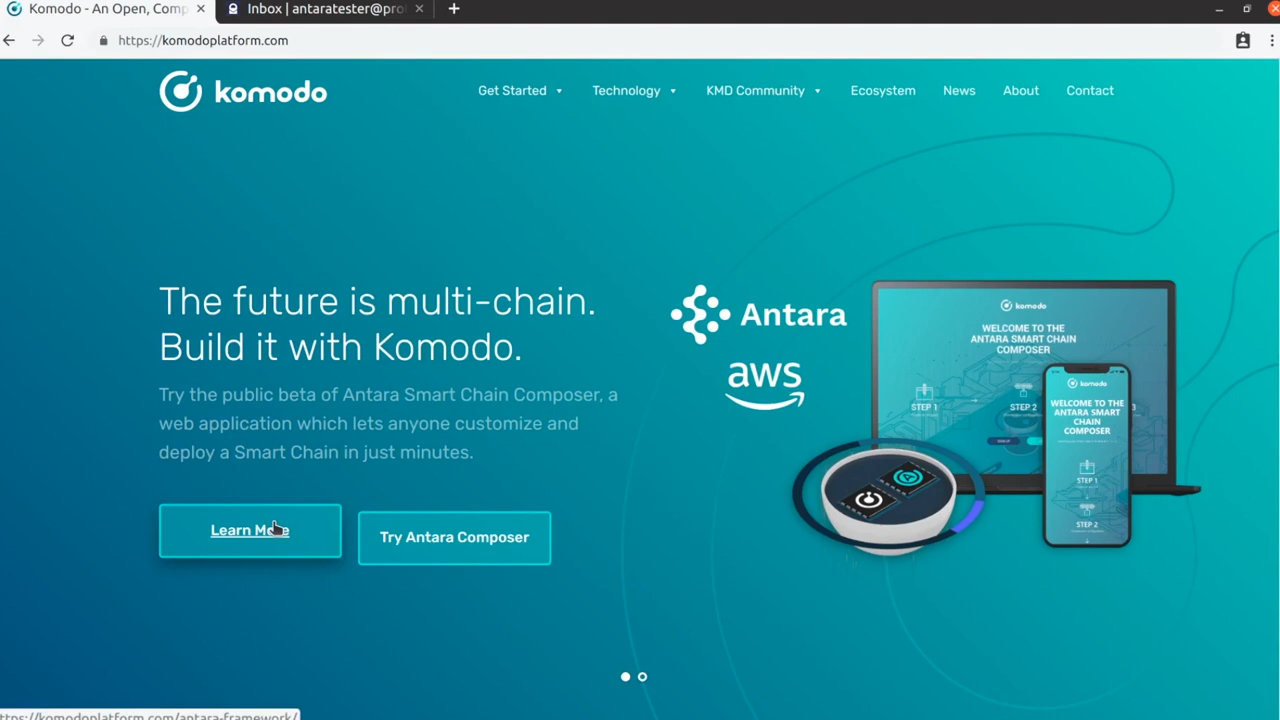 Komodo - An Open, Comp
Inbox | antaratester@pro
https://komodoplatform.com
komodo
Get Started
Technology
KMD Community
Ecosystem
News
About
Contact
The future is multi-chain.
Build it with Komodo.
Try the public beta of Antara Smart Chain Composer, a
web application which lets anyone customize and
deploy a Smart Chain in just minutes.
Learn More
Try Antara Composer
Antara
aws
komodo
WELCOME TO THE
ANTARA SMART CHAIN
COMPOSER
STEP 1
STEP 2
3
komodo
WELCOME TO THE
ANTARA SMART
CHAIN
COMPOSER
STEP 1
STEP 2
ttps://komodoplatform.com/antara-framework/